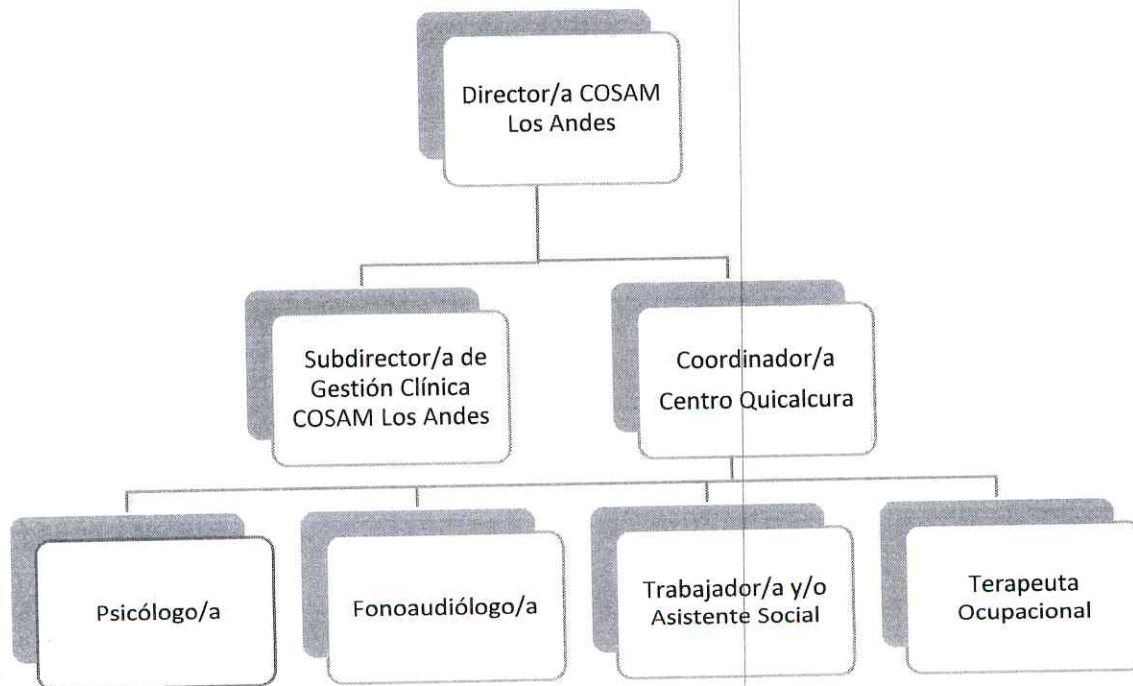 Director/a COSAM
Los Andes
Subdirector/a de
Gestión Clínica
COSAM Los Andes
Coordinador/a
Centro Quicalcura
Psicólogo/a
Fonoaudiólogo/a
Trabajador/a y/o
Asistente Social
Terapeuta
Ocupacional